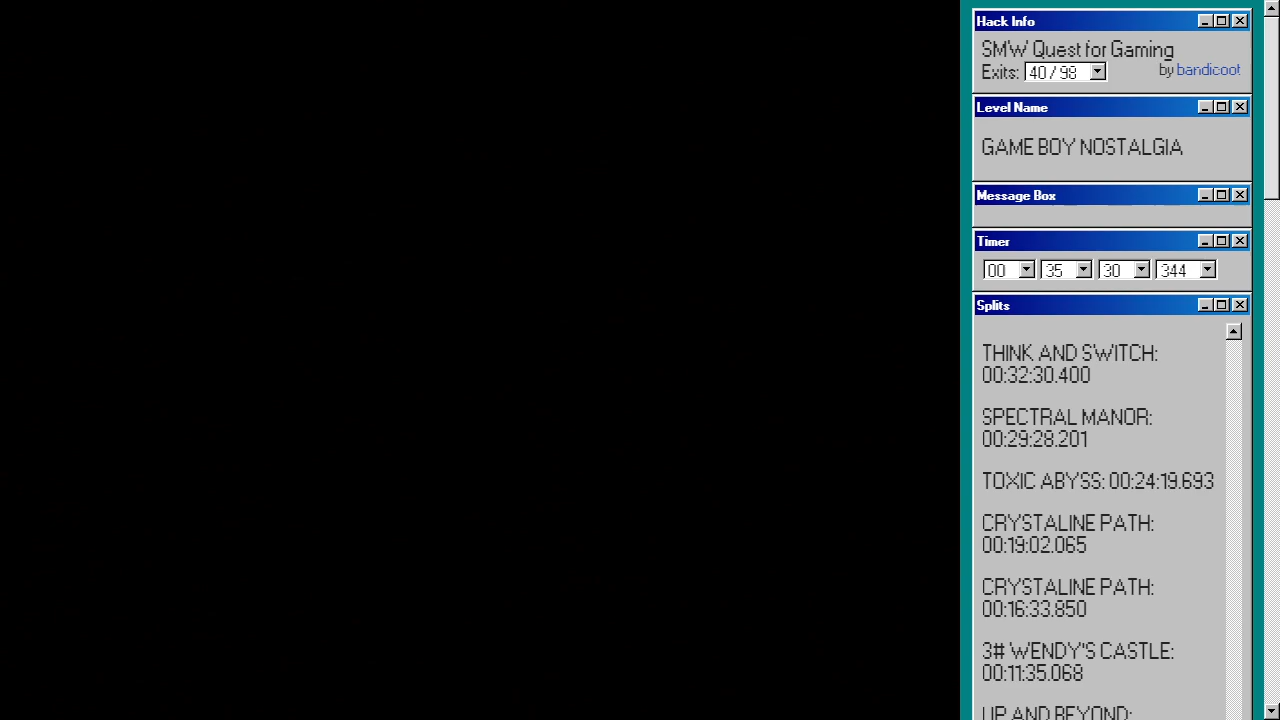 Hack Info
SMW Quest for Gaming
Exits: 40 / 98
by bandicoot
Level Name
GAME BOY NOSTALGIA
Message Box
Timer
00 35 30 344
Splits
THINK AND SWITCH:
00:32:30.400
SPECTRAL MANOR:
00:29:28.201
TOXIC ABYSS: 00:24:19.693
CRYSTALINE PATH:
00:19:02.065
CRYSTALINE PATH:
00:16:33.850
3# WENDY'S CASTLE:
00:11:35.068
UP AND BEYOND: